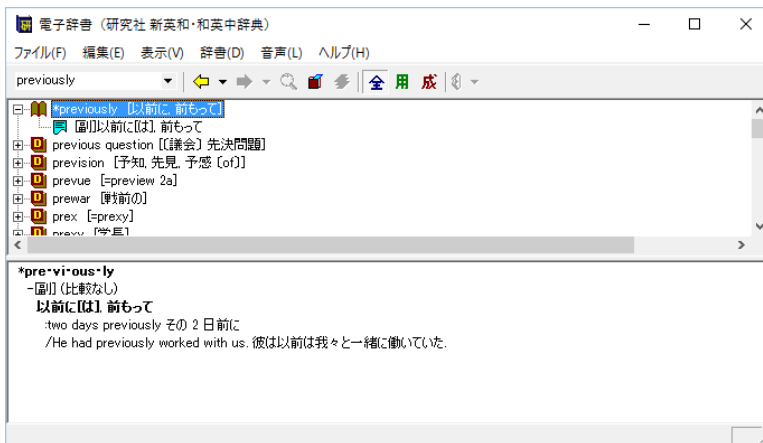 研 電子辞書 (研究社 新英和・和英中辞典)
ファイル(F) 編集(E) 表示(V) 辞書(D) 音声(L) ヘルプ(H)
previously 全 用 成
*previously [以前に, 前もって]
[副]以前に[は], 前もって
previous question [〔議会〕先決問題]
prevision [予知, 先見, 予感〔of〕]
prevue [=preview 2a]
prewar [戦前の]
prex [=prexy]
prexy [学長]
*pre・vi・ous・ly
−[副] (比較なし)
以前に[は], 前もって
:two days previously その 2 日前に
/He had previously worked with us. 彼は以前は我々と一緒に働いていた.